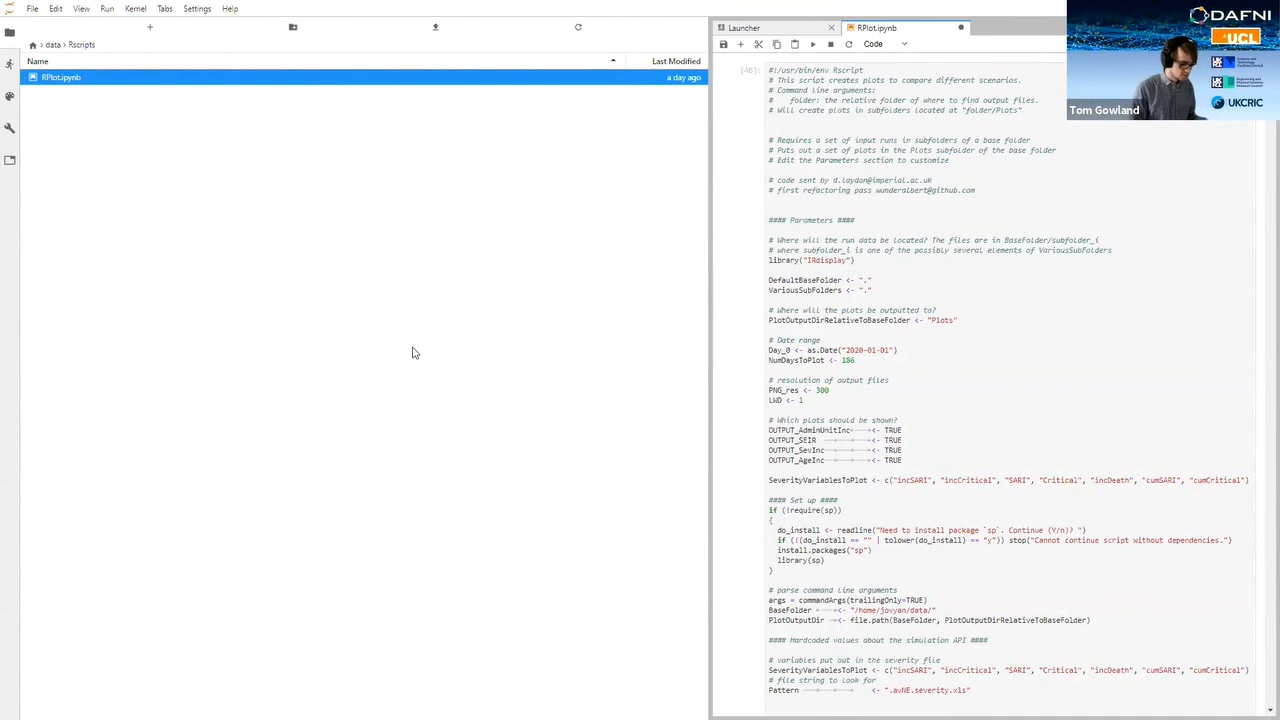 File Edit View Run Kernel Tabs Settings Help
/ data / Rscripts
Name Last Modified
RPlot.ipynb a day ago
Launcher RPlot.ipynb
Code
[46]:
#!/usr/bin/env Rscript
# This script creates plots to compare different scenarios.
# Command line arguments:
# folder: the relative folder of where to find output files.
# Will create plots in subfolders located at "folder/Plots"
# Requires a set of input runs in subfolders of a base folder
# Puts out a set of plots in the Plots subfolder of the base folder
# Edit the Parameters section to customize
# code sent by d.laydon@imperial.ac.uk
# first refactoring pass wunderalbert@github.com
#### Parameters ####
# Where will the run data be located? The files are in BaseFolder/subfolder_i
# where subfolder_i is one of the possibly several elements of VariousSubFolders
library("IRdisplay")
DefaultBaseFolder <- "."
VariousSubFolders <- "."
# Where will the plots be outputted to?
PlotOutputDirRelativeToBaseFolder <- "Plots"
# Date range
Day_0 <- as.Date("2020-01-01")
NumDaysToPlot <- 186
# resolution of output files
PNG_res <- 300
LWD <- 1
# Which plots should be shown?
OUTPUT_AdminUnitInc <- TRUE
OUTPUT_SEIR <- TRUE
OUTPUT_SevInc <- TRUE
OUTPUT_AgeInc <- TRUE
SeverityVariablesToPlot <- c("incSARI", "incCritical", "SARI", "Critical", "incDeath", "cumSARI", "cumCritical")
#### Set up ####
if (!require(sp))
{
do_install <- readline("Need to install package `sp`. Continue (Y/n)? ")
if (!(do_install == "" | tolower(do_install) == "y")) stop("Cannot continue script without dependencies.")
install.packages("sp")
library(sp)
}
# parse command line arguments
args = commandArgs(trailingOnly=TRUE)
BaseFolder <- "/home/jovyan/data/"
PlotOutputDir <- file.path(BaseFolder, PlotOutputDirRelativeToBaseFolder)
#### Hardcoded values about the simulation API ####
# variables put out in the severity file
SeverityVariablesToPlot <- c("incSARI", "incCritical", "SARI", "Critical", "incDeath", "cumSARI", "cumCritical")
# file string to look for
Pattern <- ".avNE.severity.xls"
DAFNI
UCL
UKCRIC
Tom Gowland